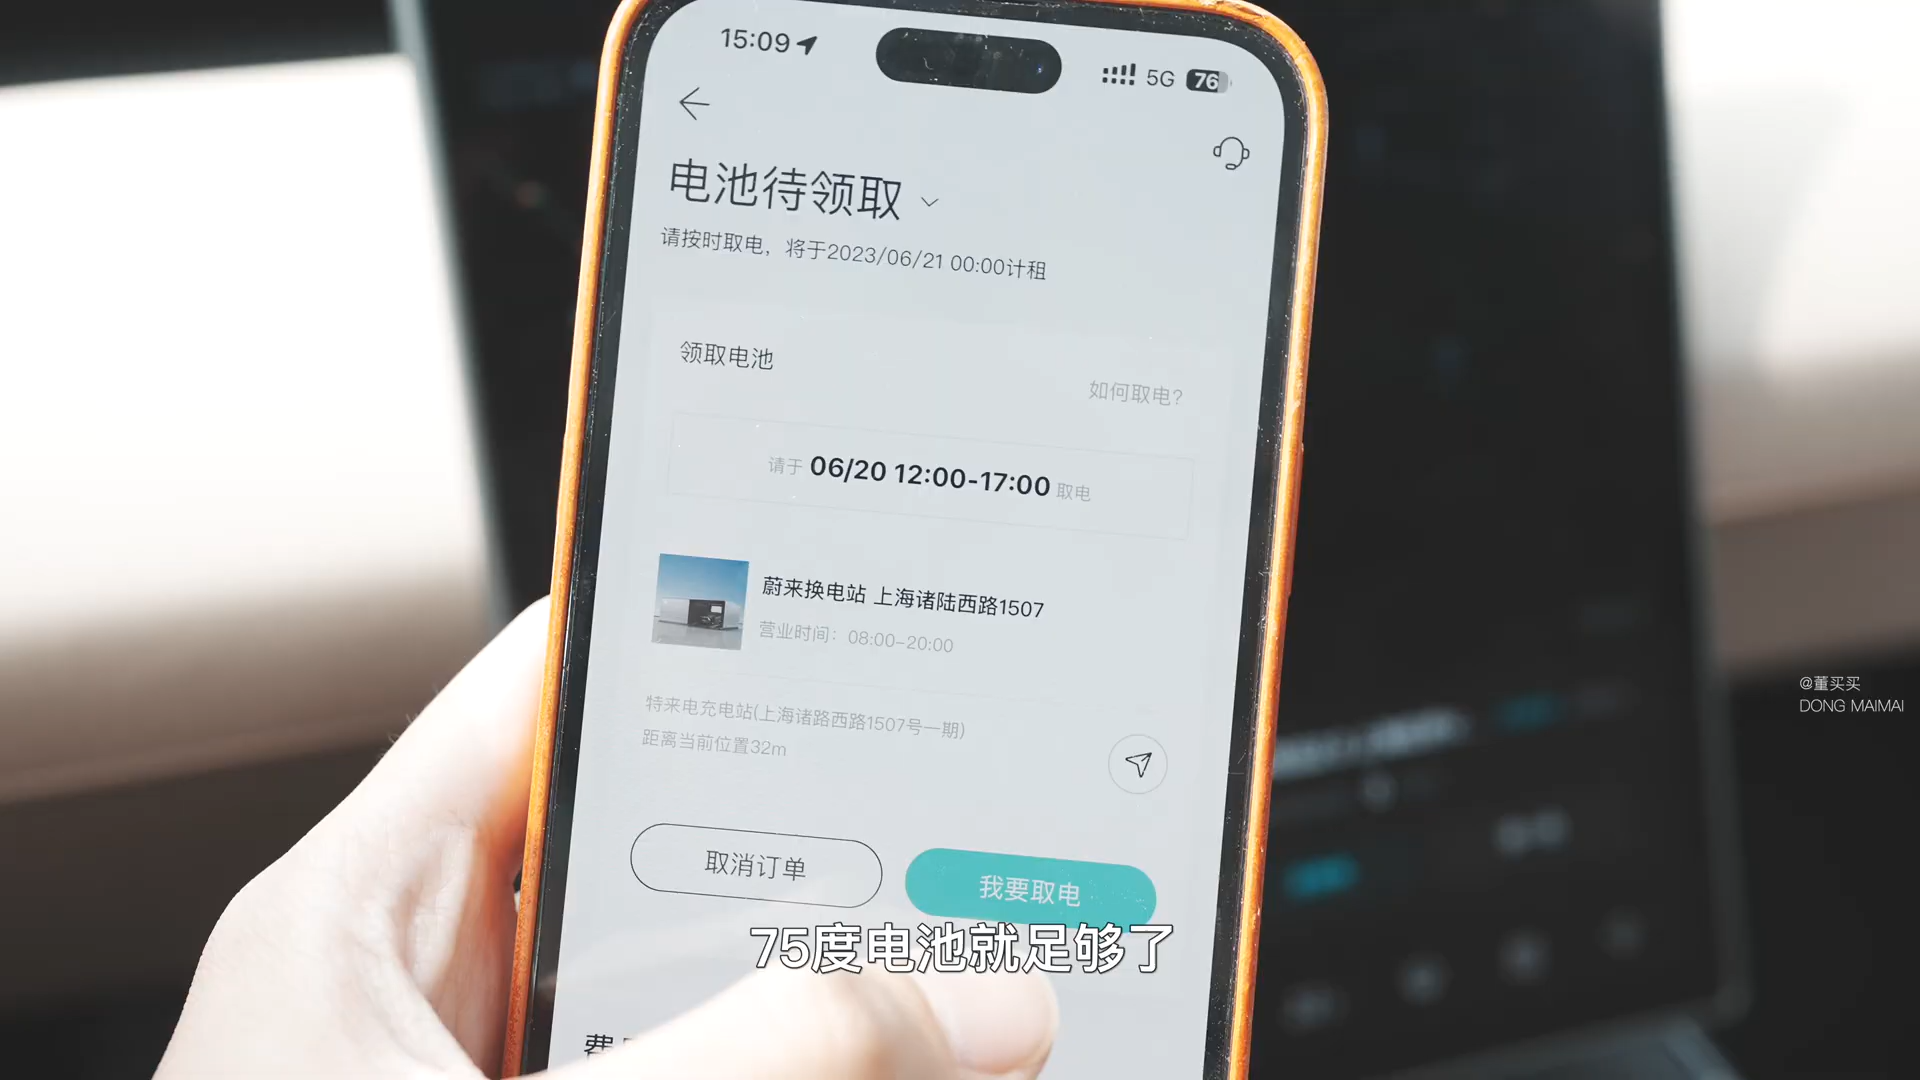 15:09
5G 76
电池待领取
请按时取电，将于2023/06/21 00:00计租
领取电池
如何取电?
请于 06/20 12:00-17:00 取电
蔚来换电站 上海诸陆西路1507
营业时间：08:00-20:00
特来电充电站(上海诸路西路1507号一期)
距离当前位置32m
取消订单
我要取电
75度电池就足够了
费
@董买买
DONG MAIMAI